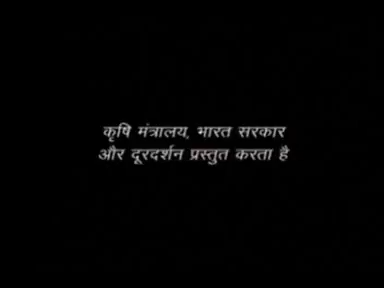 कृषि मंत्रालय, भारत सरकार
और दूरदर्शन प्रस्तुत करता है